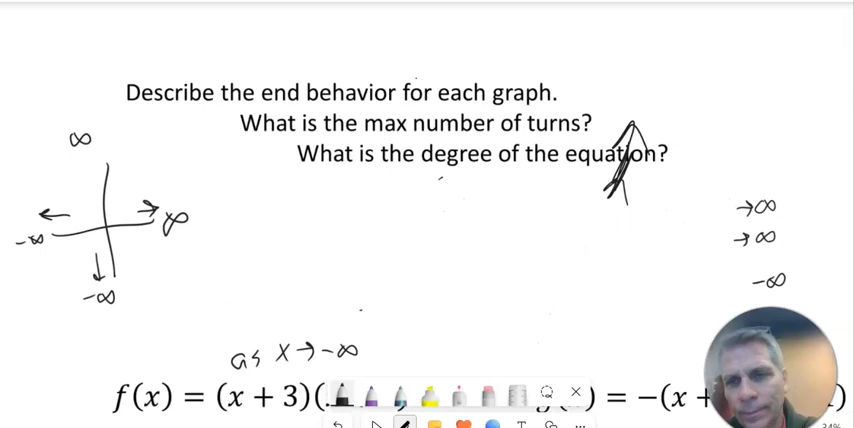 Describe the end behavior for each graph.
What is the max number of turns?
What is the degree of the equation?
∞
→∞
∞
-∞
→∞
-∞
-∞
as x→-∞
f(x) = (x + 3)(
) = −(x +
)
24%